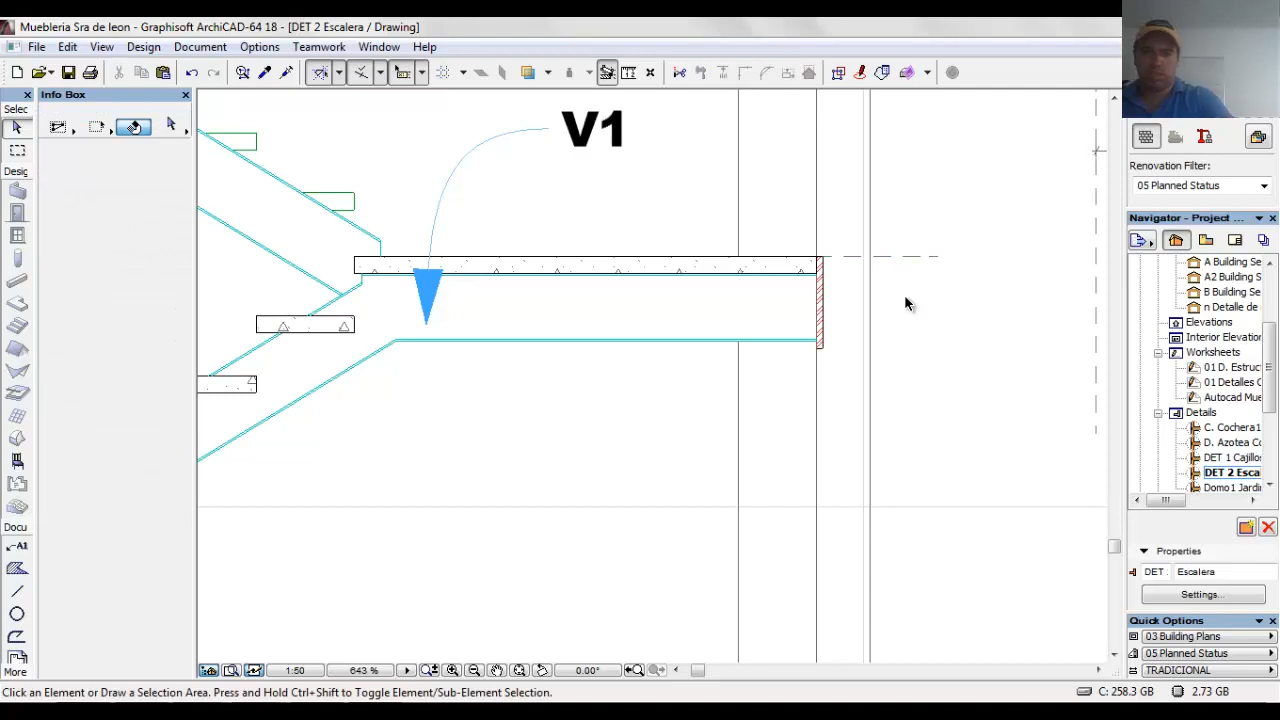 Muebleria Sra de leon - Graphisoft ArchiCAD-64 18 - [DET 2 Escalera / Drawing]
File Edit View Design Document Options Teamwork Window Help
Selec
Info Box
Desig
Docu
More
V1
Renovation Filter:
05 Planned Status
Navigator - Project ...
A Building Se
A2 Building S
B Building Se
n Detalle de
Elevations
Interior Elevation
Worksheets
01 D. Estruc
01 Detalles C
Autocad Mue
Details
C. Cochera1
D. Azotea Co
DET 1 Cajillos
DET 2 Esca
Domo1 Jardi
Properties
DET Escalera
Settings...
Quick Options
03 Building Plans
05 Planned Status
TRADICIONAL
1:50 643 % 0.00°
Click an Element or Draw a Selection Area. Press and Hold Ctrl+Shift to Toggle Element/Sub-Element Selection.
C: 258.3 GB 2.73 GB